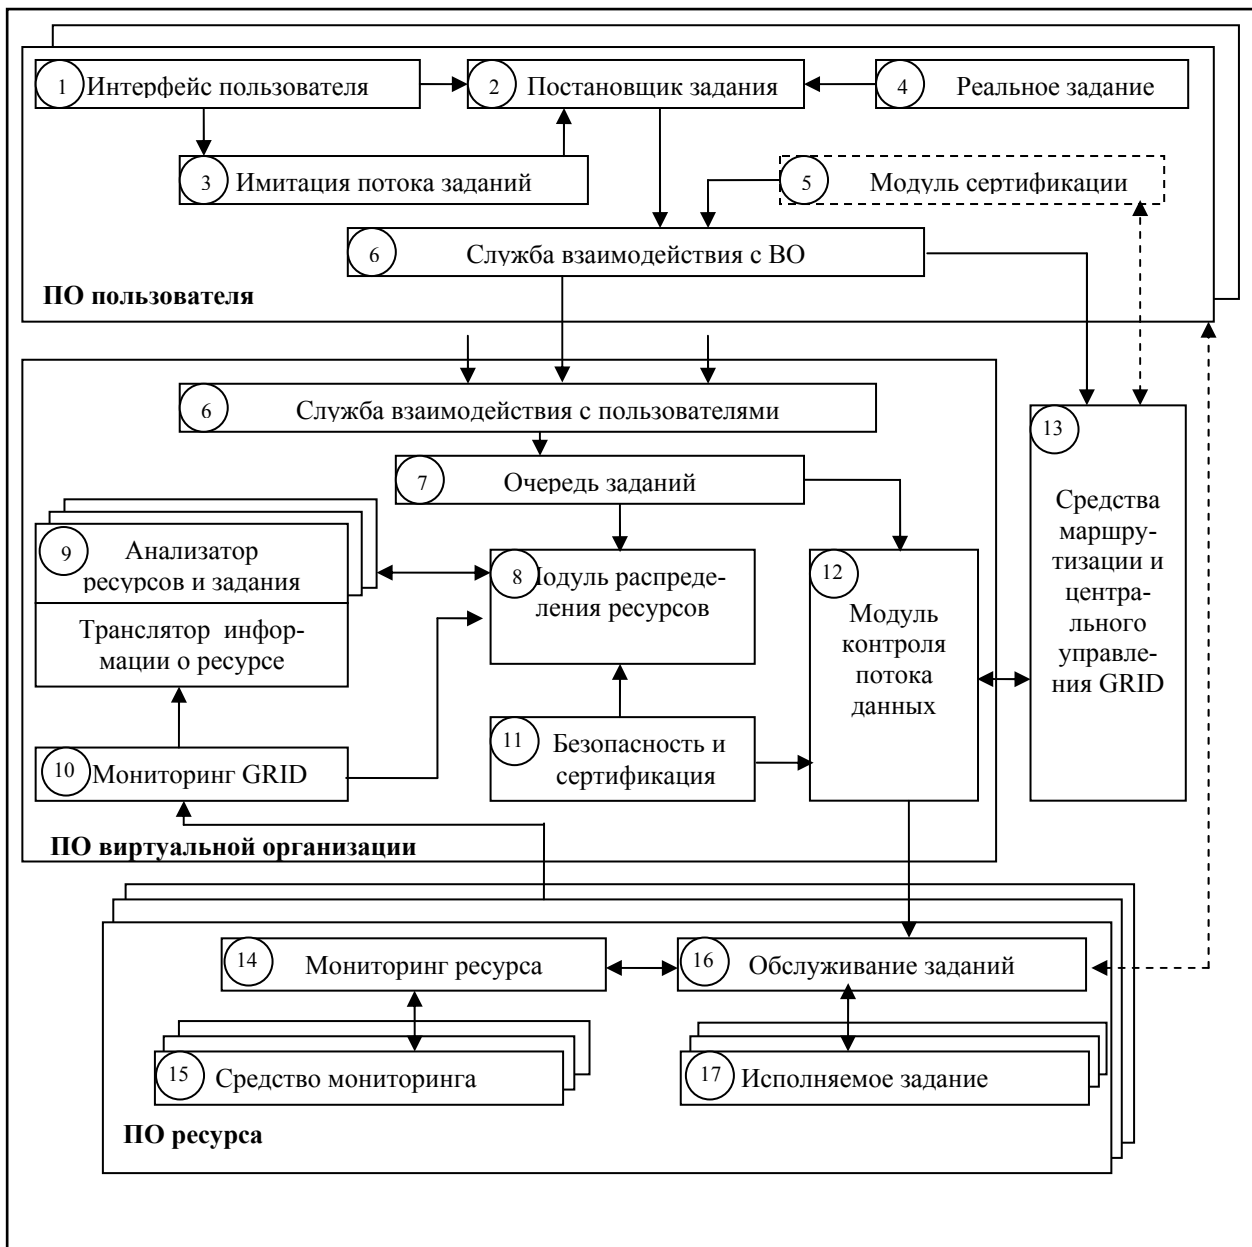 1 Интерфейс пользователя
2 Постановщик задания
4 Реальное задание
3 Имитация потока заданий
5 Модуль сертификации
6 Служба взаимодействия с ВО
ПО пользователя
6 Служба взаимодействия с пользователями
7 Очередь заданий
9 Анализатор
ресурсов и задания
Транслятор инфор-
мации о ресурсе
8 Модуль распреде-
ления ресурсов
12
Модуль
контроля
потока
данных
13
Средства
маршру-
тизации и
центра-
льного
управле-
ния GRID
10 Мониторинг GRID
11 Безопасность и
сертификация
ПО виртуальной организации
14 Мониторинг ресурса
16 Обслуживание заданий
15 Средство мониторинга
17 Исполняемое задание
ПО ресурса